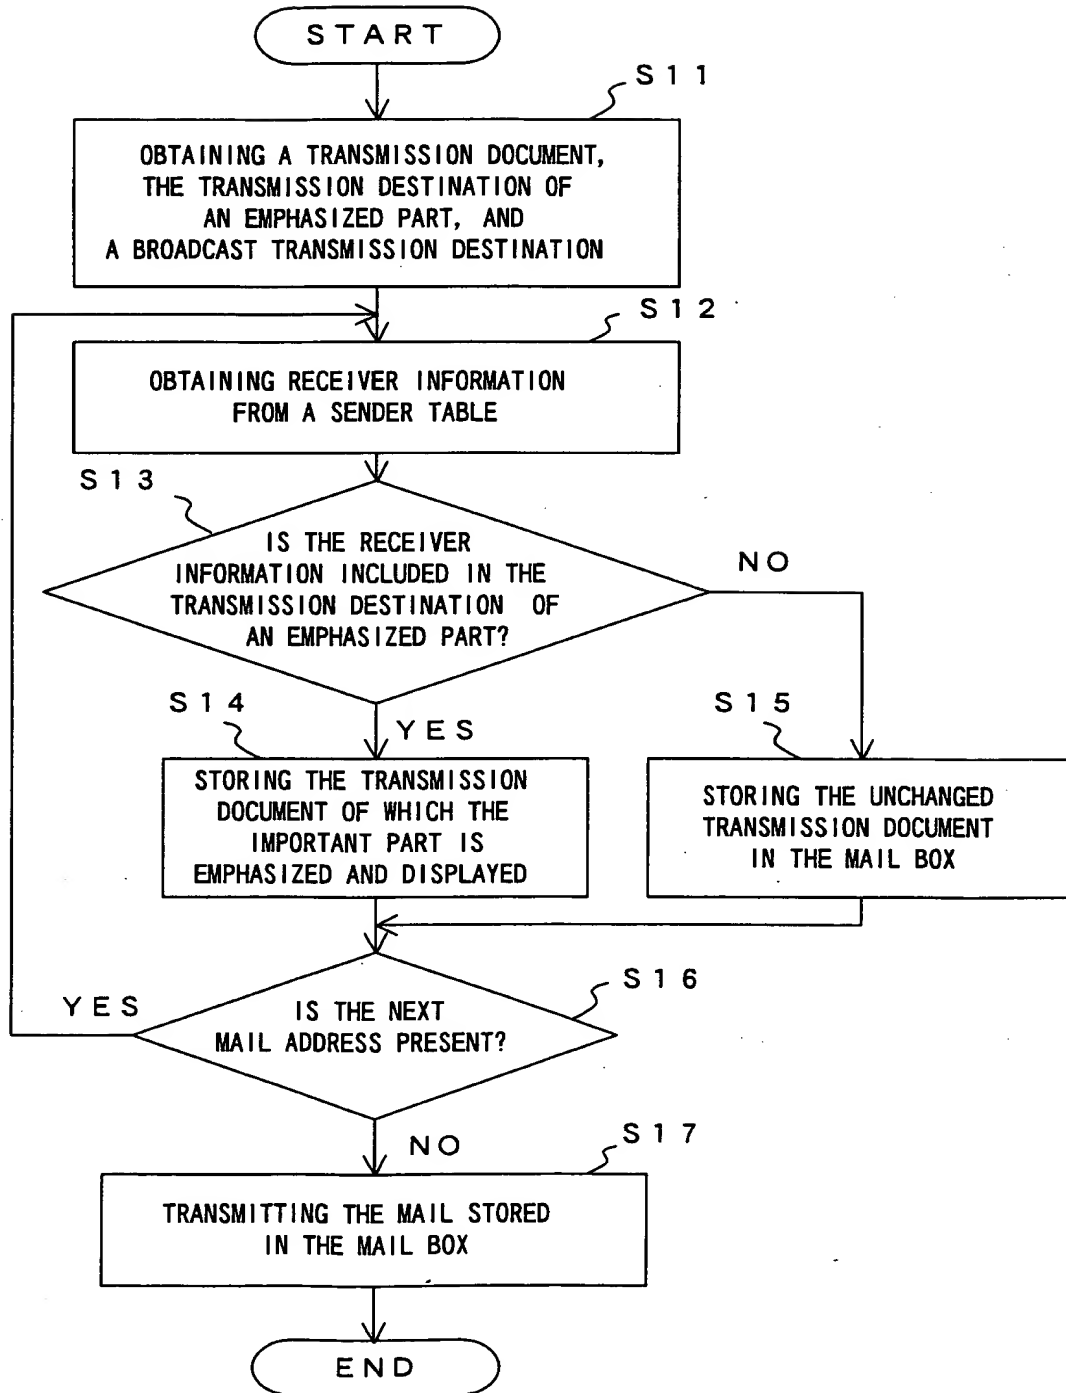 START
S11
OBTAINING A TRANSMISSION DOCUMENT,
THE TRANSMISSION DESTINATION OF
AN EMPHASIZED PART, AND
A BROADCAST TRANSMISSION DESTINATION
S12
OBTAINING RECEIVER INFORMATION
FROM A SENDER TABLE
S13
IS THE RECEIVER
INFORMATION INCLUDED IN THE
TRANSMISSION DESTINATION OF
AN EMPHASIZED PART?
NO
YES
S14
STORING THE TRANSMISSION
DOCUMENT OF WHICH THE
IMPORTANT PART IS
EMPHASIZED AND DISPLAYED
S15
STORING THE UNCHANGED
TRANSMISSION DOCUMENT
IN THE MAIL BOX
S16
IS THE NEXT
MAIL ADDRESS PRESENT?
YES
NO
S17
TRANSMITTING THE MAIL STORED
IN THE MAIL BOX
END